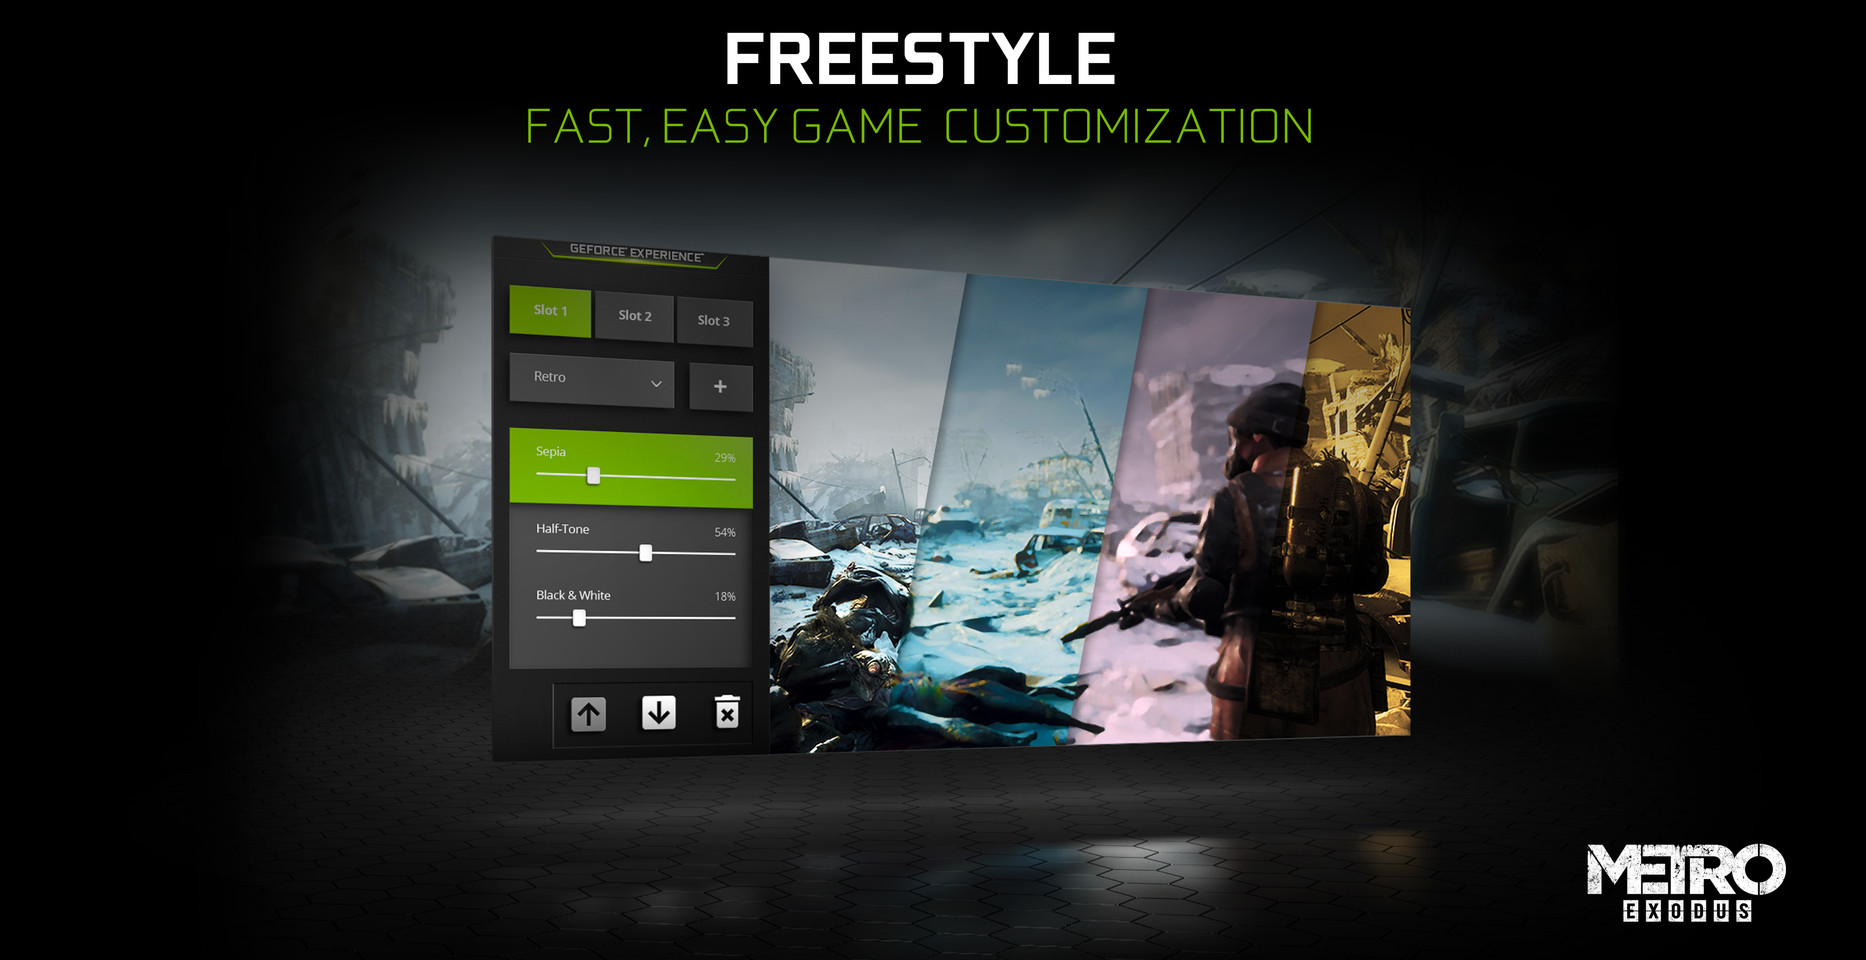 FREESTYLE
FAST, EASY GAME CUSTOMIZATION
GEFORCE EXPERIENCE
Slot 1 Slot 2 Slot 3
Retro +
Sepia 29%
Half-Tone 54%
Black & White 18%
METRO
EXODUS